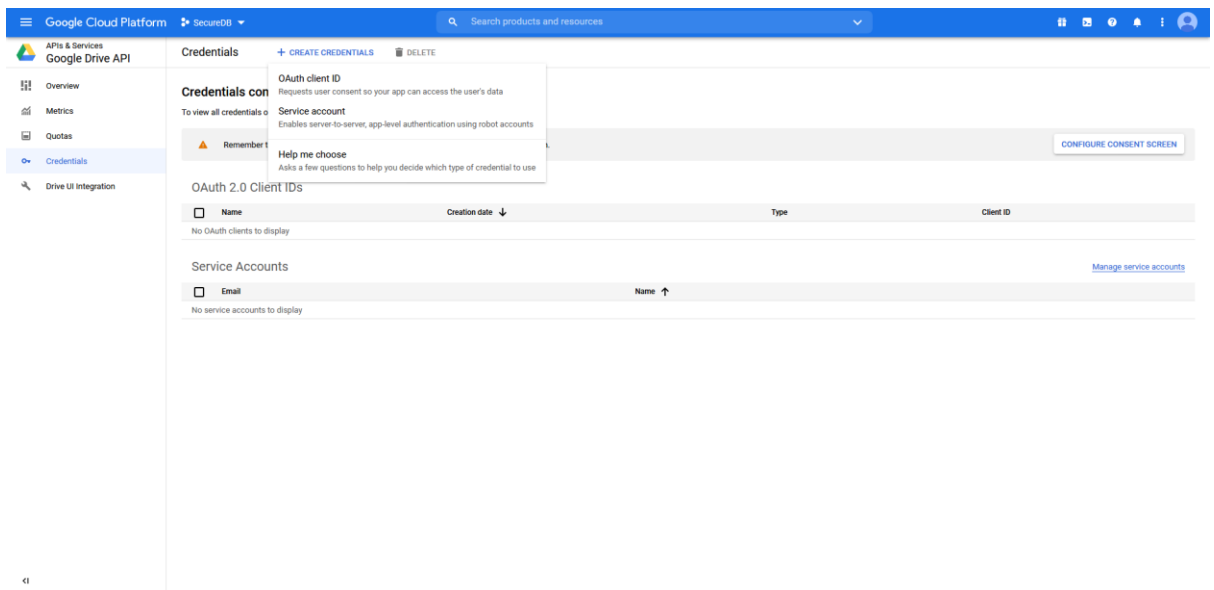 Google Cloud Platform SecureDB Search products and resources
APIs & Services
Google Drive API
Credentials + CREATE CREDENTIALS DELETE
Overview
Metrics
Quotas
Credentials
Drive UI Integration
OAuth client ID
Requests user consent so your app can access the user's data
Service account
Enables server-to-server, app-level authentication using robot accounts
Help me choose
Asks a few questions to help you decide which type of credential to use
Credentials
To view all credentials
Remember
CONFIGURE CONSENT SCREEN
OAuth 2.0 Client IDs
Name Creation date Type Client ID
No OAuth clients to display
Service Accounts Manage service accounts
Email Name
No service accounts to display